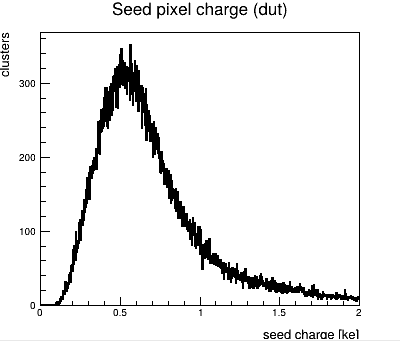 Seed pixel charge (dut)
clusters
300
200
100
0
0 0.5 1 1.5 2
seed charge [ke]